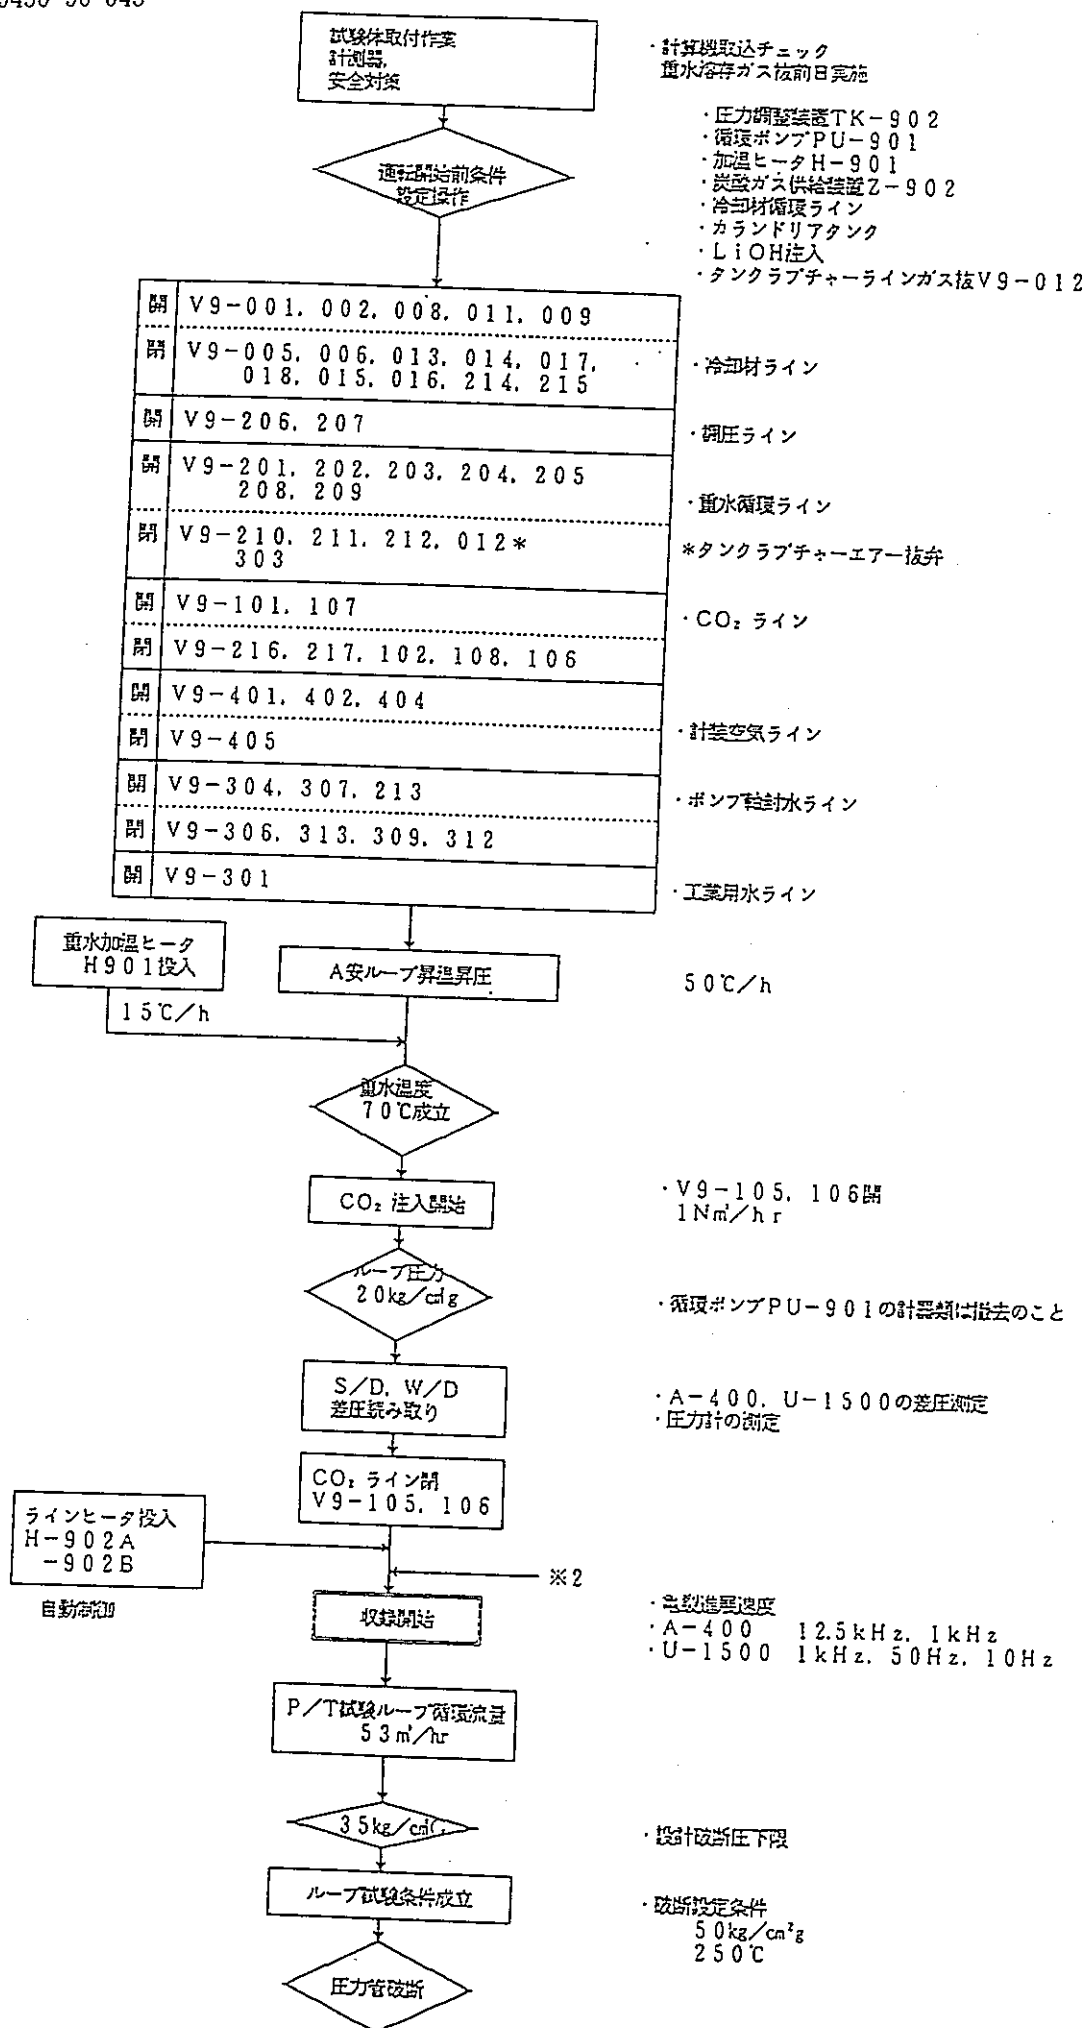 試験体取付作業
計測器,
安全対策
・計算機取込チェック
重水溶存ガス抜前日実施
運転開始前条件
設定操作
・圧力調整装置TK-902
・循環ポンプPU-901
・加温ヒータH-901
・炭酸ガス供給装置Z-902
・冷却材循環ライン
・カランドリアタンク
・LiOH注入
・タンクラプチャーラインガス抜V9-012
開 V9-001. 002. 008. 011. 009
閉 V9-005. 006. 013. 014. 017.
018. 015. 016. 214. 215
・冷却材ライン
開 V9-206. 207
・調圧ライン
開 V9-201. 202. 203. 204. 205
208. 209
・重水循環ライン
閉 V9-210. 211. 212. 012*
303
*タンクラプチャーエアー抜弁
開 V9-101. 107
・CO₂ ライン
閉 V9-216. 217. 102. 108. 106
開 V9-401. 402. 404
・計装空気ライン
閉 V9-405
開 V9-304. 307. 213
・ポンプ軸封水ライン
閉 V9-306. 313. 309. 312
開 V9-301
・工業用水ライン
重水加温ヒータ
H901投入
15℃/h
A安ループ昇温昇圧
50℃/h
重水温度
70℃成立
CO₂ 注入開始
・V9-105. 106開
1N㎥/hr
ループ圧力
20kg/c㎡g
・循環ポンプPU-901の計器類は撤去のこと
S/D. W/D
差圧読み取り
・A-400. U-1500の差圧測定
・圧力計の測定
CO₂ ライン閉
V9-105. 106
ラインヒータ投入
H-902A
-902B
自動制御
※2
収録開始
・亀裂進展速度
・A-400 12.5kHz. 1kHz
・U-1500 1kHz. 50Hz. 10Hz
P/T試験ループ循環流量
53㎥/hr
35kg/c㎡
・設計破断圧下限
ループ試験条件成立
・破断設定条件
50kg/cm²g
250℃
圧力管破断